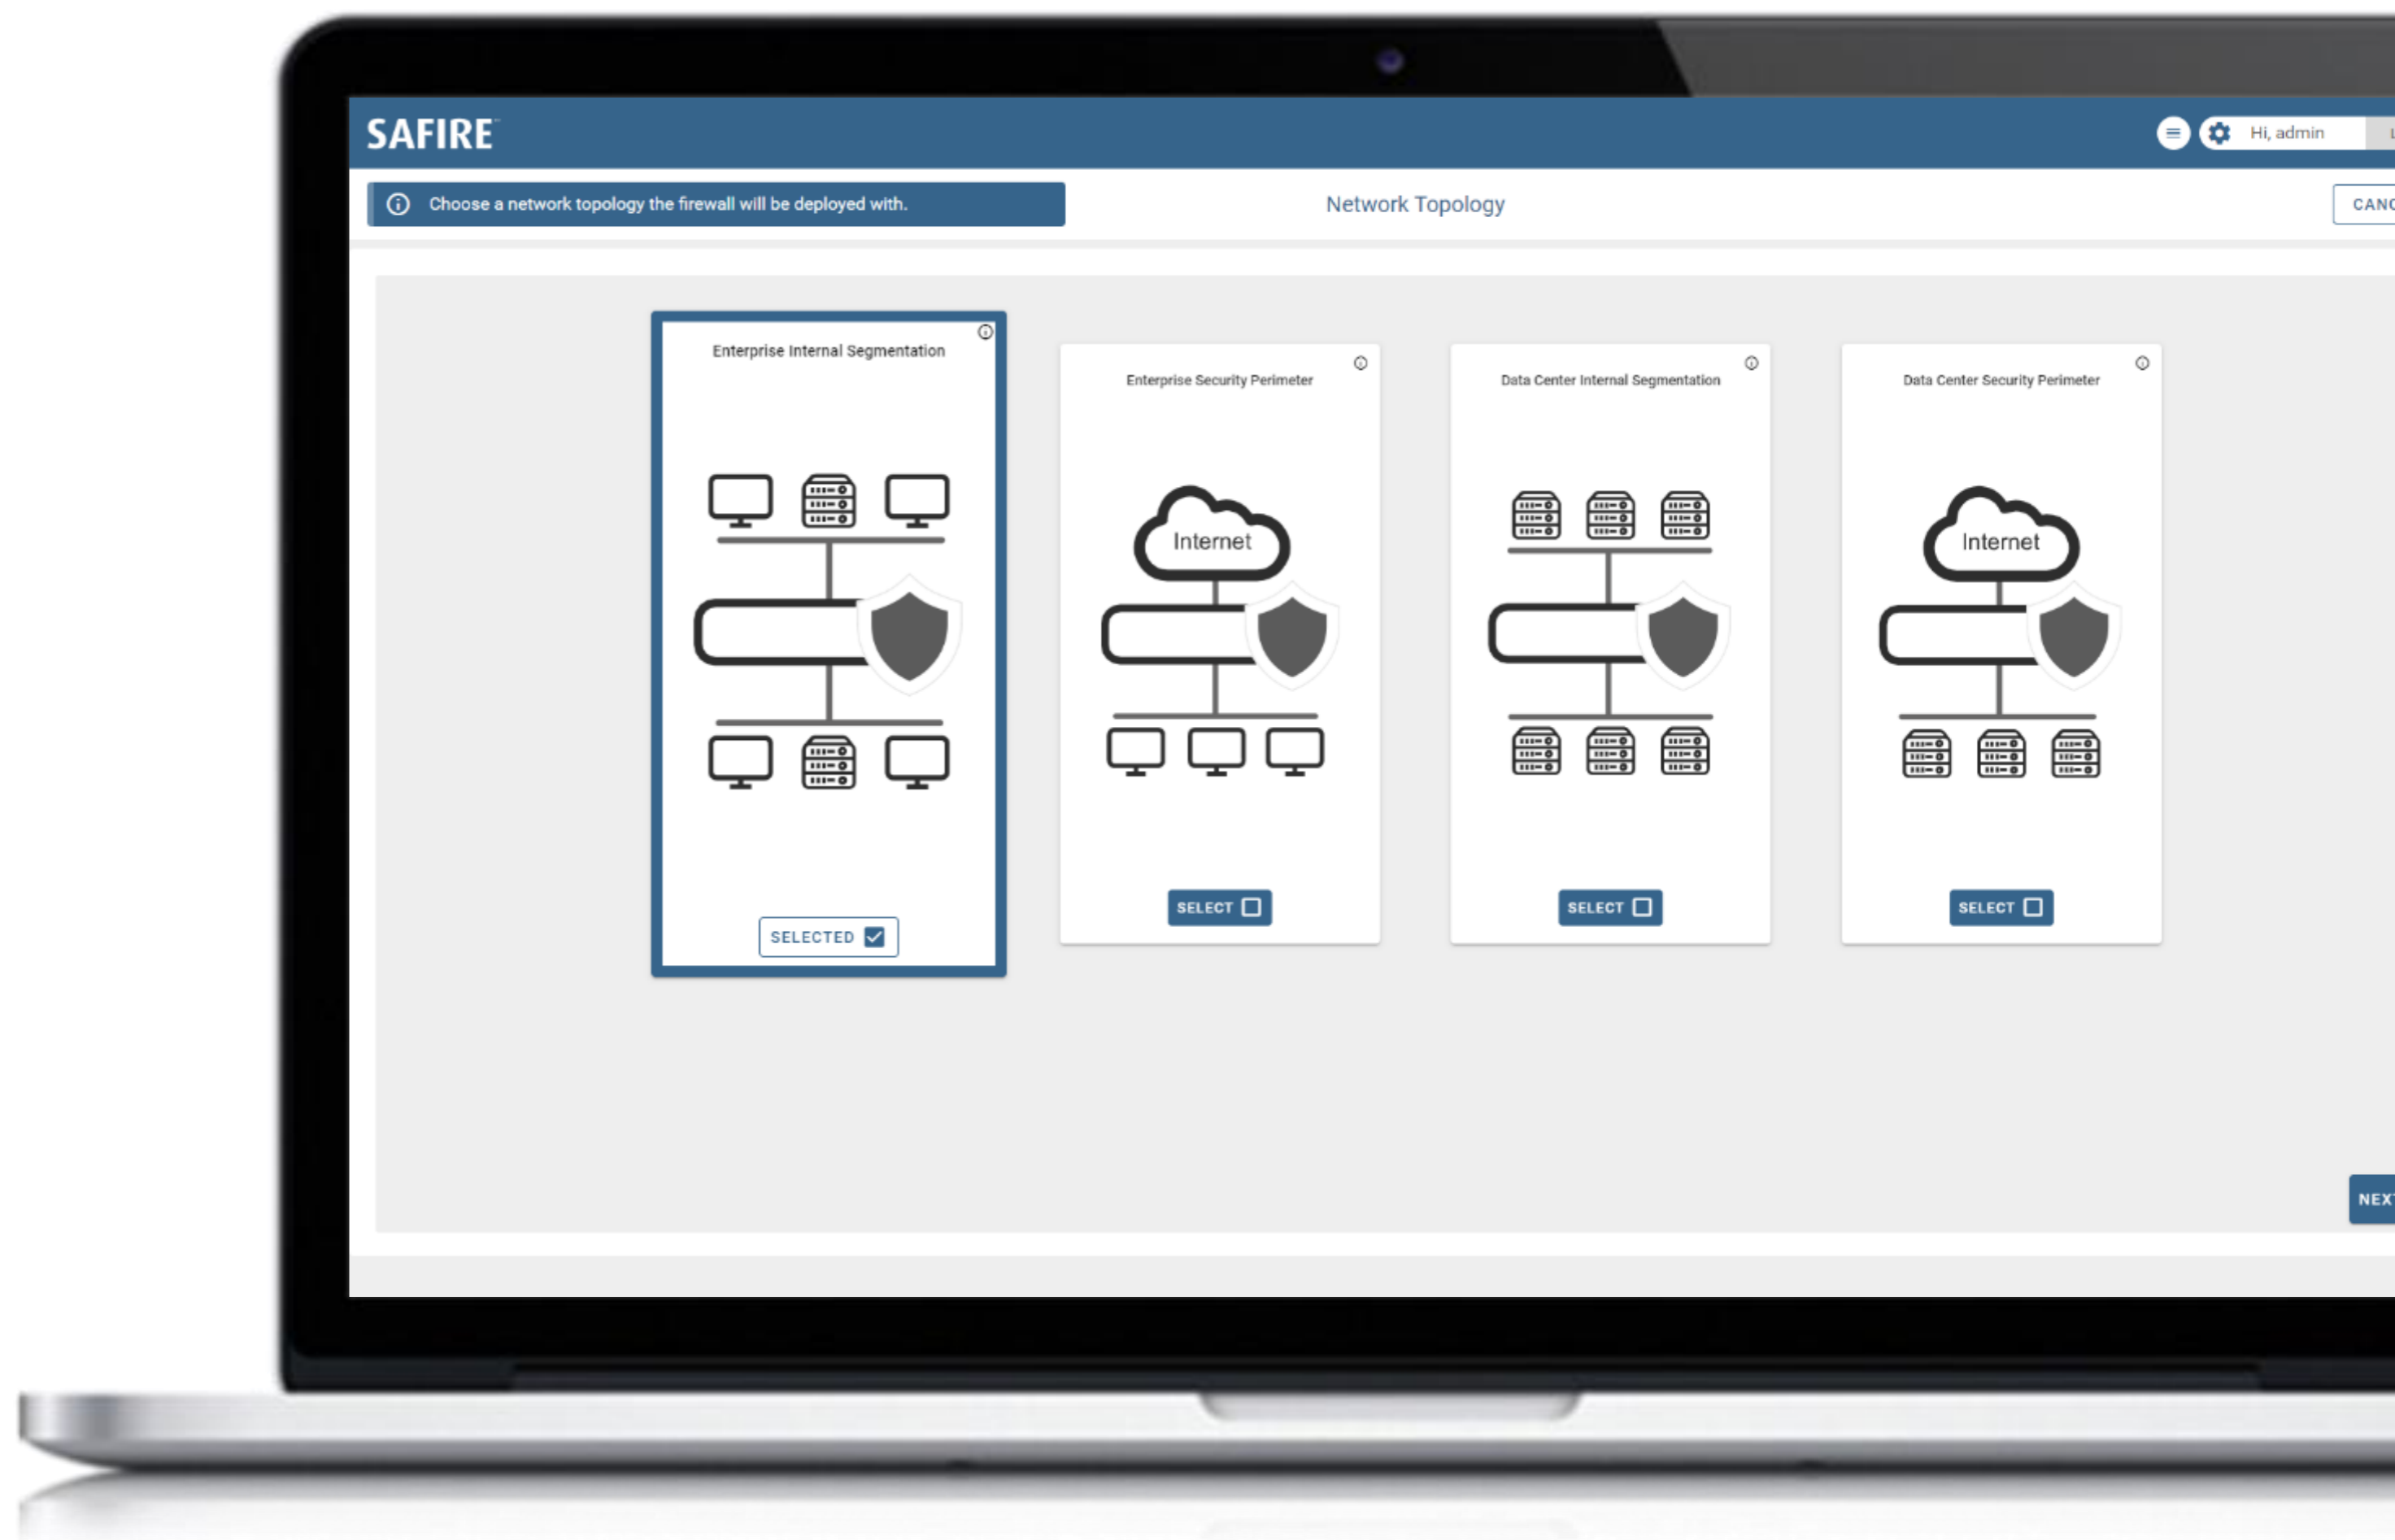 SAFIRE™
Hi, admin
Choose a network topology the firewall will be deployed with.
Network Topology
Enterprise Internal Segmentation
Enterprise Security Perimeter
Data Center Internal Segmentation
Data Center Security Perimeter
Internet
Internet
SELECTED
SELECT
SELECT
SELECT